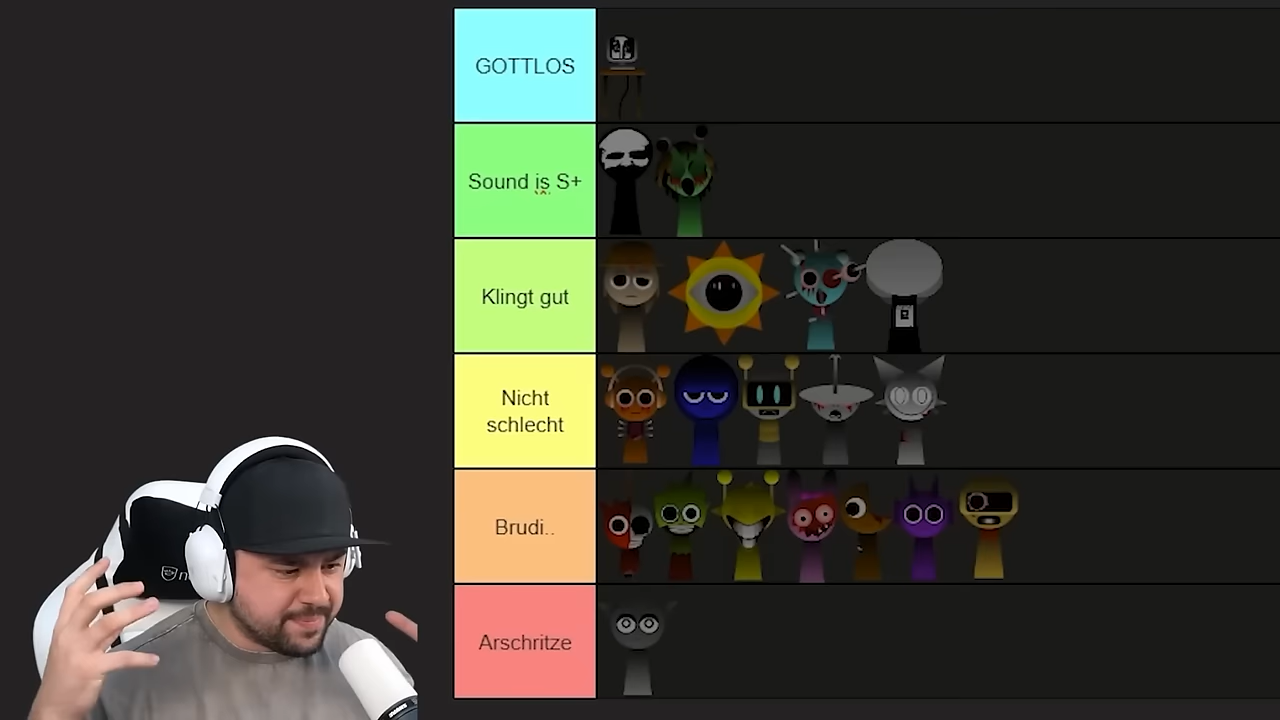 GOTTLOS
Sound is S+
Klingt gut
Nicht
schlecht
Brudi..
Arschritze